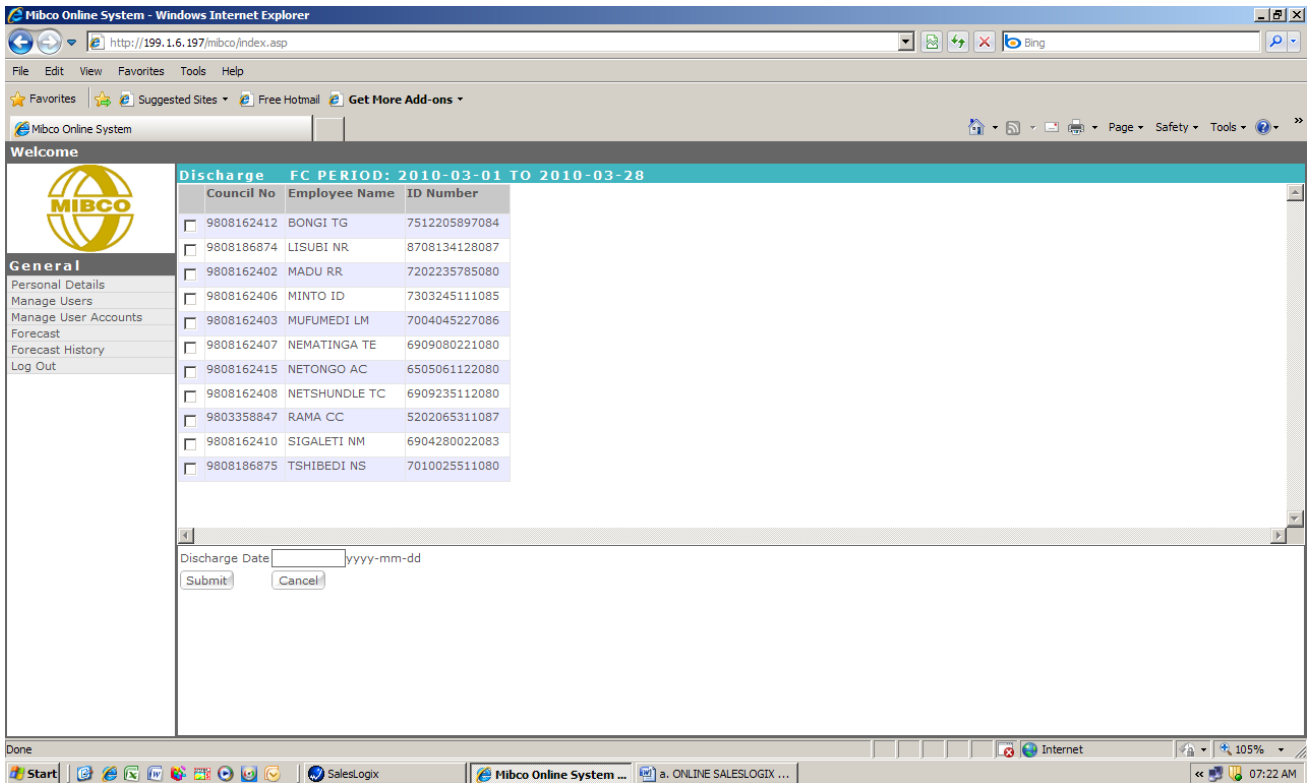 Mibco Online System - Windows Internet Explorer
http://199.1.6.197/mibco/index.asp
Bing
File Edit View Favorites Tools Help
Favorites Suggested Sites Free Hotmail Get More Add-ons
Mibco Online System
Page Safety Tools
Welcome
MIBCO
General
Personal Details
Manage Users
Manage User Accounts
Forecast
Forecast History
Log Out
Discharge FC PERIOD: 2010-03-01 TO 2010-03-28
Council No Employee Name ID Number
9808162412 BONGI TG 7512205897084
9808186874 LISUBI NR 8708134128087
9808162402 MADU RR 7202235785080
9808162406 MINTO ID 7303245111085
9808162403 MUFUMEDI LM 7004045227086
9808162407 NEMATINGA TE 6909080221080
9808162415 NETONGO AC 6505061122080
9808162408 NETSHUNDLE TC 6909235112080
9803358847 RAMA CC 5202065311087
9808162410 SIGALETI NM 6904280022083
9808186875 TSHIBEDI NS 7010025511080
Discharge Date yyyy-mm-dd
Submit Cancel
Done
Internet
105%
Start
SalesLogix
Mibco Online System ...
a. ONLINE SALESLOGIX ...
07:22 AM